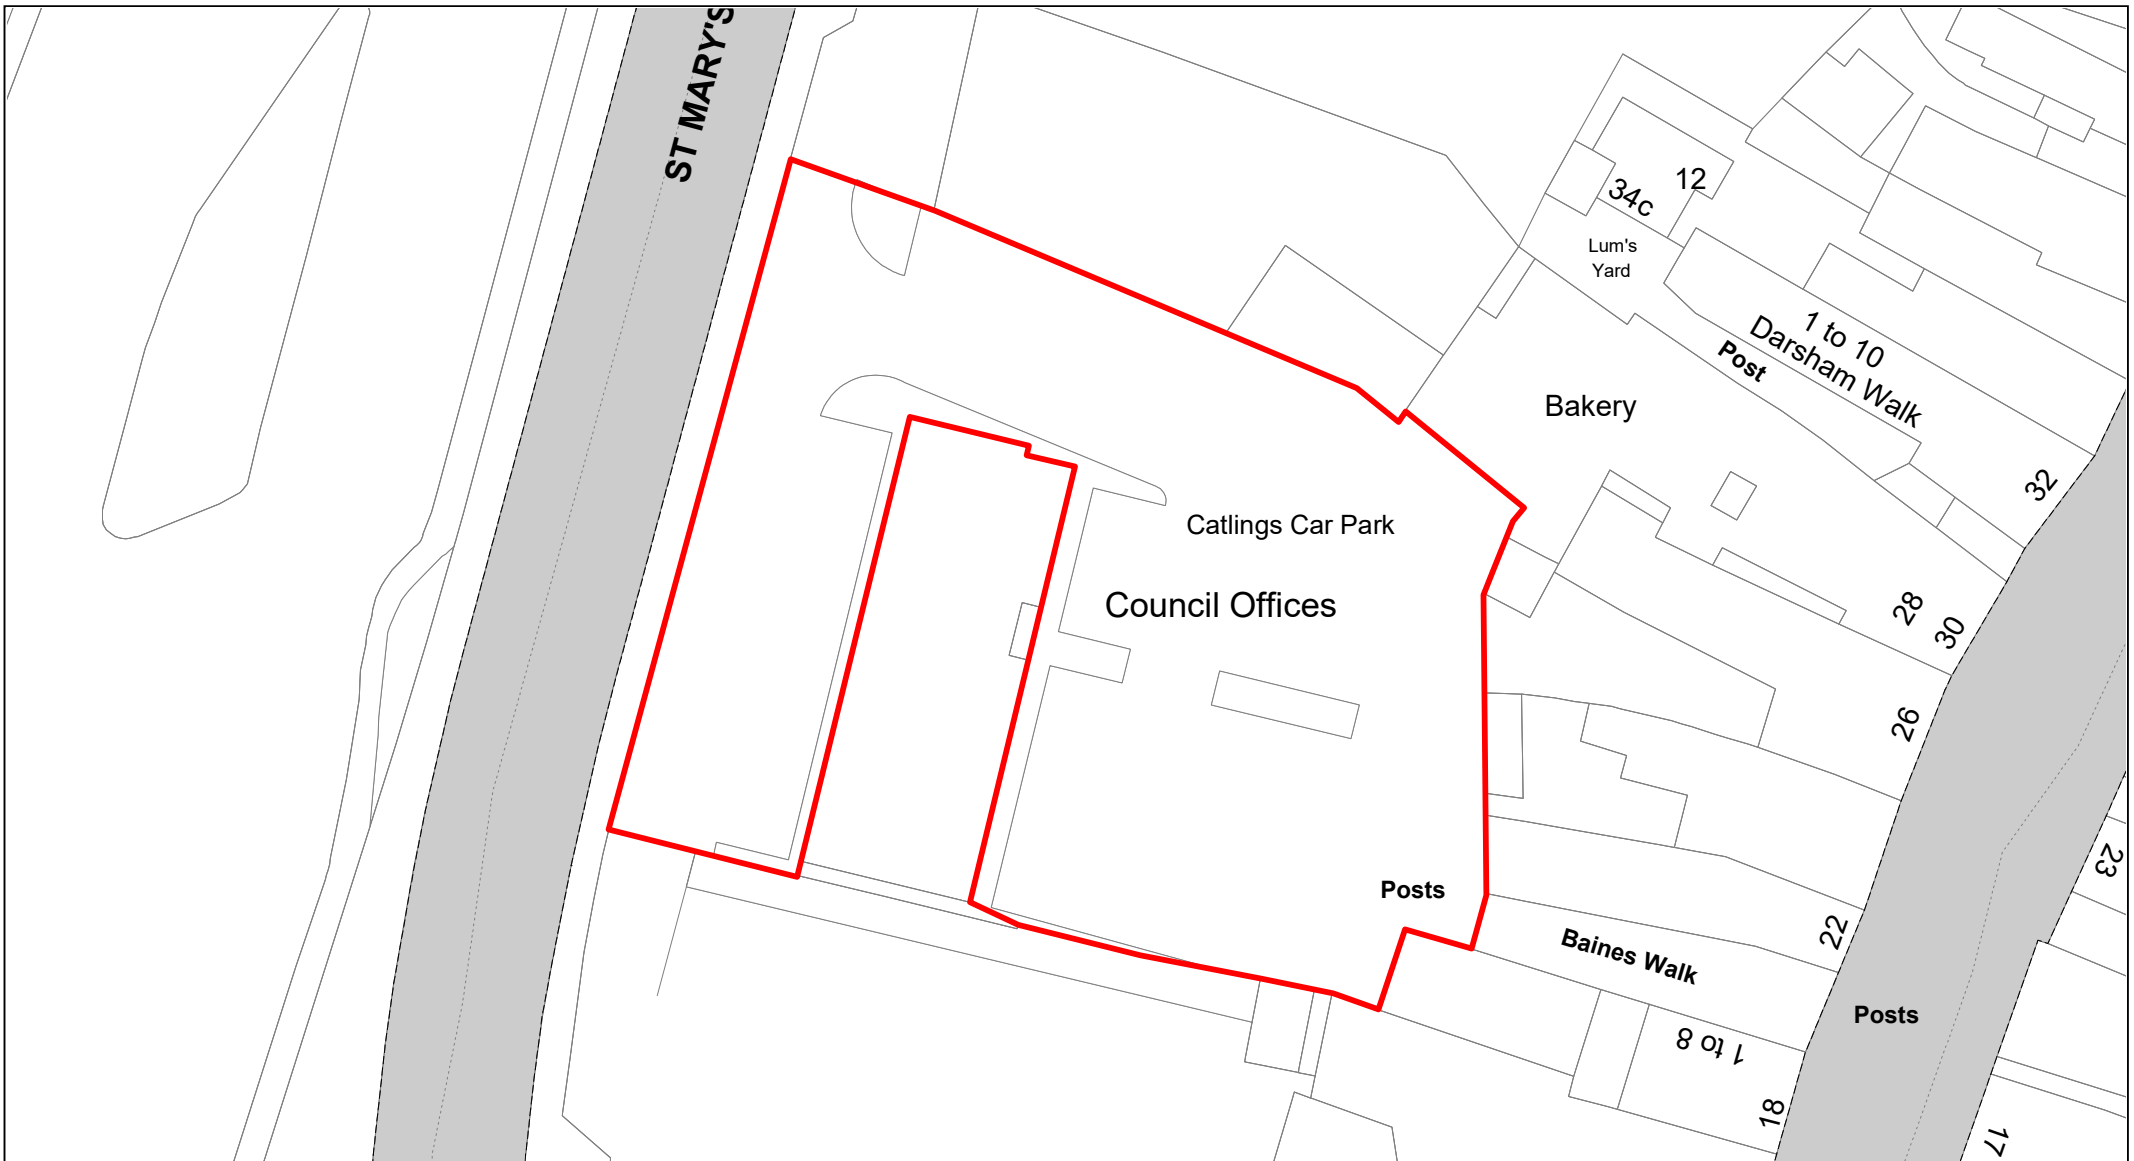 ST MARY'S
12
34c
Lum's
Yard
1 to 10
Darsham Walk
Post
Bakery
32
Catlings Car Park
Council Offices
28
30
26
23
Posts
22
Baines Walk
Posts
1 to 8
18
17